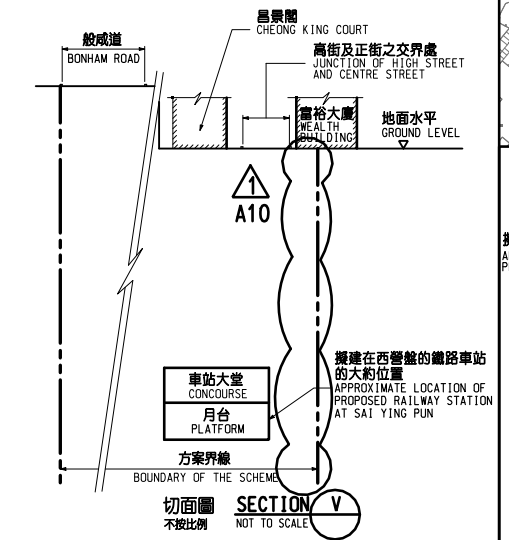 昌景閣
CHEONG KING COURT
般咸道
BONHAM ROAD
高街及正街之交界處
JUNCTION OF HIGH STREET
AND CENTRE STREET
富裕大廈
WEALTH
BUILDING
地面水平
GROUND LEVEL
1
A10
擬建在西營盤的鐵路車站
的大約位置
APPROXIMATE LOCATION OF
PROPOSED RAILWAY STATION
AT SAI YING PUN
車站大堂
CONCOURSE
月台
PLATFORM
方案界線
BOUNDARY OF THE SCHEME
切面圖
不按比例
SECTION V
NOT TO SCALE